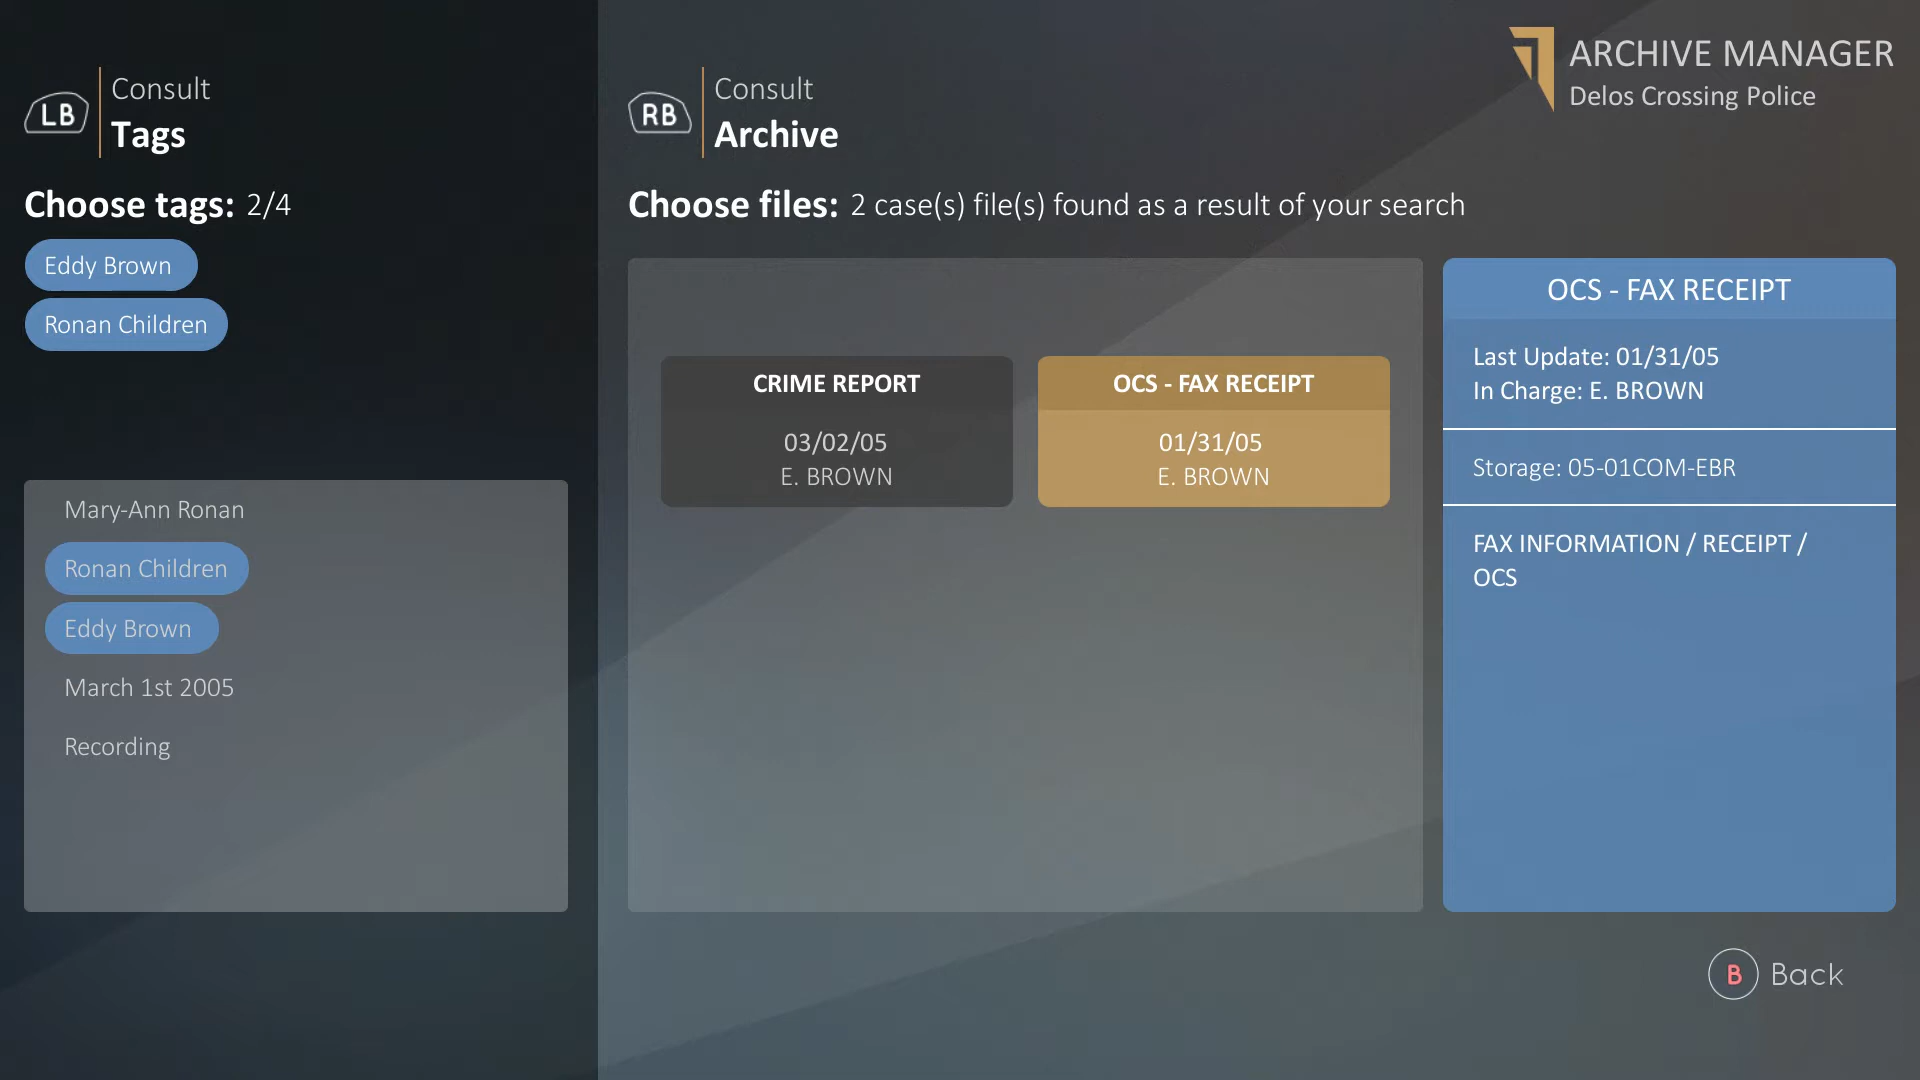 LB
Consult
Tags
Choose tags: 2/4
Eddy Brown
Ronan Children
Mary-Ann Ronan
Ronan Children
Eddy Brown
March 1st 2005
Recording
RB
Consult
Archive
Choose files: 2 case(s) file(s) found as a result of your search
CRIME REPORT
03/02/05
E. BROWN
OCS - FAX RECEIPT
01/31/05
E. BROWN
ARCHIVE MANAGER
Delos Crossing Police
OCS - FAX RECEIPT
Last Update: 01/31/05
In Charge: E. BROWN
Storage: 05-01COM-EBR
FAX INFORMATION / RECEIPT /
OCS
B Back